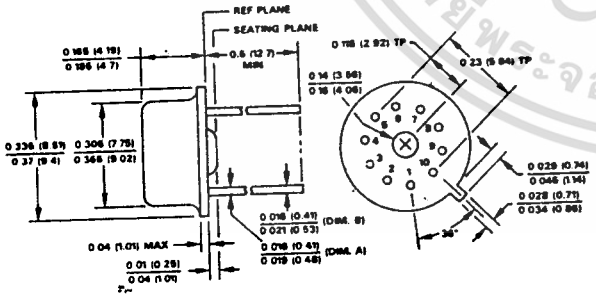 REF PLANE
SEATING PLANE
0.165 (4.19)
0.185 (4.7)
0.5 (12.7)
MIN
0.115 (2.92) TP
0.23 (5.84) TP
0.14 (3.56)
0.16 (4.06)
0.335 (8.51)
0.37 (9.4)
0.305 (7.75)
0.355 (9.02)
5 6 7 8
4 9
3 10
2 1
0.029 (0.74)
0.045 (1.14)
0.028 (0.71)
0.034 (0.86)
0.016 (0.41)
0.021 (0.53)
(DIM. B)
0.04 (1.01) MAX
0.016 (0.41)
0.019 (0.48)
(DIM. A)
36°
0.01 (0.25)
0.04 (1.01)